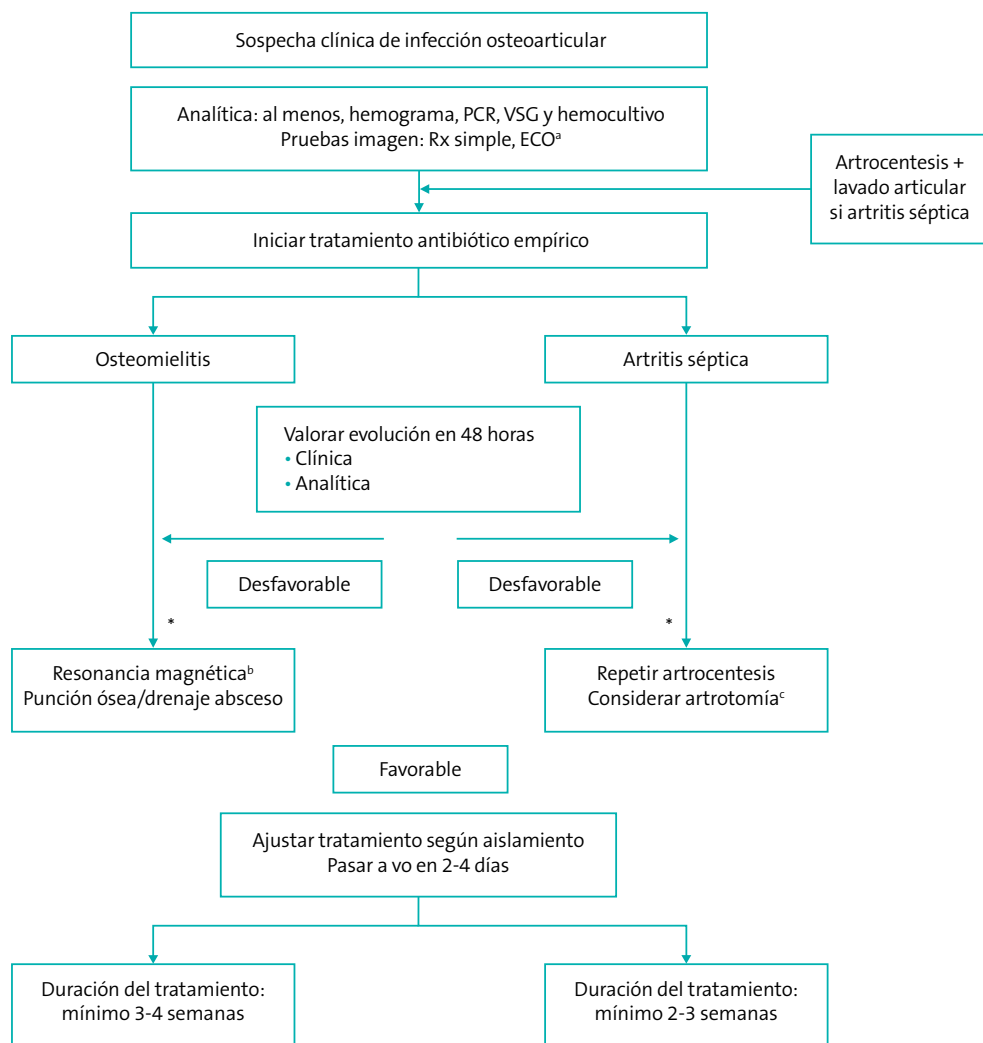 Sospecha clínica de infección osteoarticular
Analítica: al menos, hemograma, PCR, VSG y hemocultivo
Pruebas imagen: Rx simple, ECOᵃ
Artrocentesis +
lavado articular
si artritis séptica
Iniciar tratamiento antibiótico empírico
Osteomielitis
Artritis séptica
Valorar evolución en 48 horas
• Clínica
• Analítica
Desfavorable
Desfavorable
*
*
Resonancia magnéticaᵇ
Punción ósea/drenaje absceso
Repetir artrocentesis
Considerar artrotomíaᶜ
Favorable
Ajustar tratamiento según aislamiento
Pasar a vo en 2-4 días
Duración del tratamiento:
mínimo 3-4 semanas
Duración del tratamiento:
mínimo 2-3 semanas